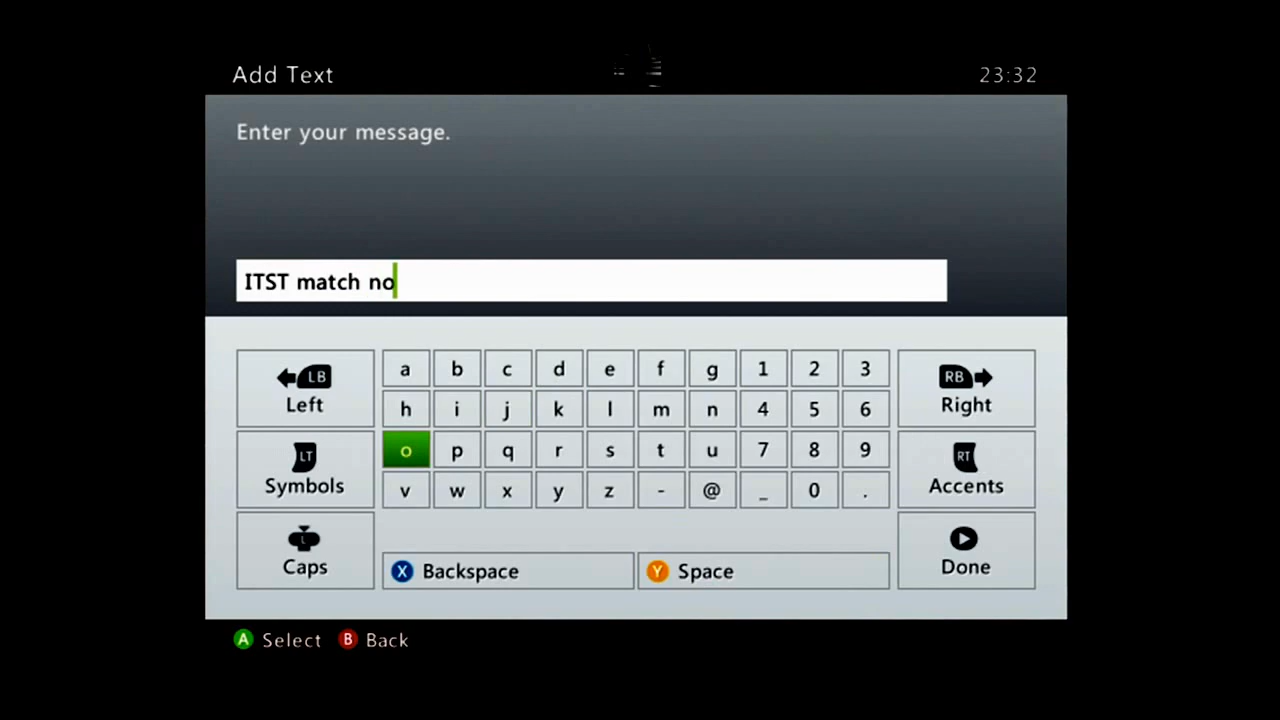 Add Text 23:32
Enter your message.
ITST match no
LB Left a b c d e f g 1 2 3 RB Right
h i j k l m n 4 5 6
LT Symbols o p q r s t u 7 8 9 RT Accents
v w x y z - @ _ 0 .
L Caps X Backspace Y Space Done
A Select B Back